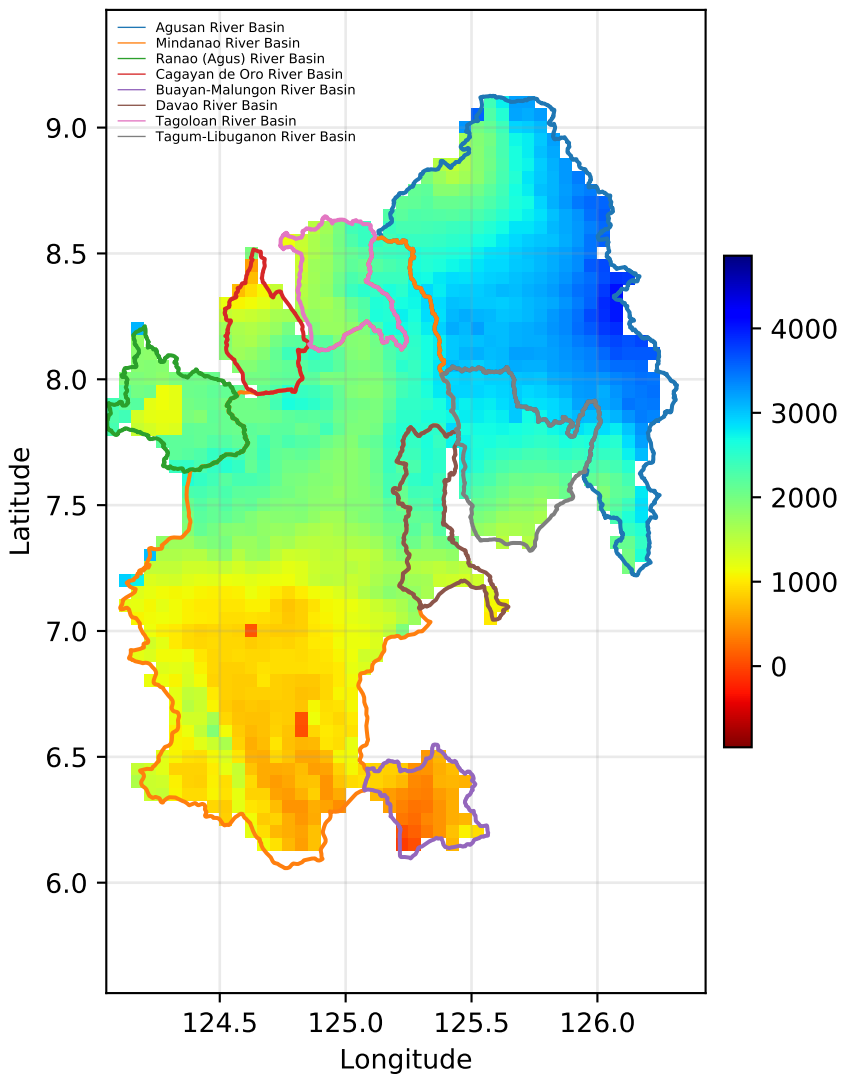 Agusan River Basin
Mindanao River Basin
Ranao (Agus) River Basin
Cagayan de Oro River Basin
Buayan-Malungon River Basin
Davao River Basin
Tagoloan River Basin
Tagum-Libuganon River Basin
9.0
8.5
8.0
7.5
7.0
6.5
6.0
Latitude
124.5 125.0 125.5 126.0
Longitude
4000
3000
2000
1000
0